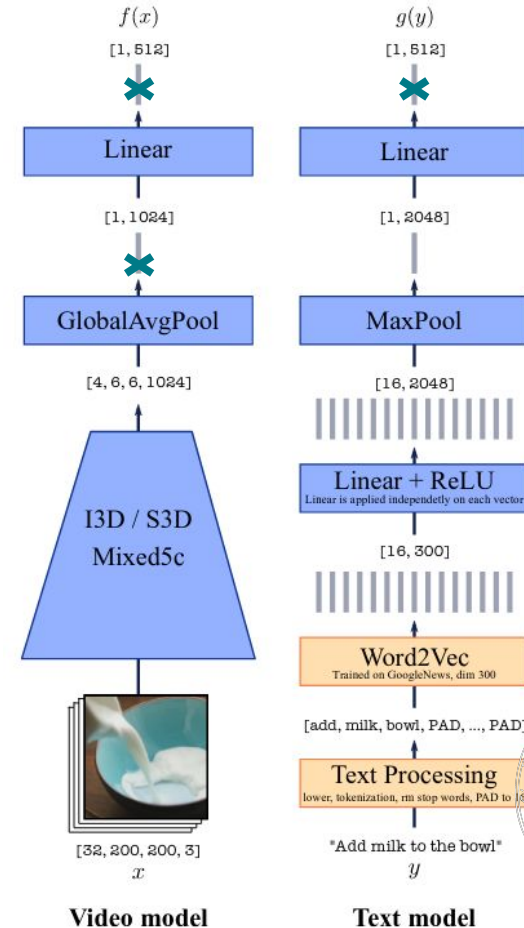 f(x)
[1, 512]
Linear
[1, 1024]
GlobalAvgPool
[4, 6, 6, 1024]
I3D / S3D
Mixed5c
[32, 200, 200, 3]
x
Video model
g(y)
[1, 512]
Linear
[1, 2048]
MaxPool
[16, 2048]
Linear + ReLU
Linear is applied independetly on each vector
[16, 300]
Word2Vec
Trained on GoogleNews, dim 300
[add, milk, bowl, PAD, ..., PAD]
Text Processing
lower, tokenization, rm stop words, PAD to 16
"Add milk to the bowl"
y
Text model